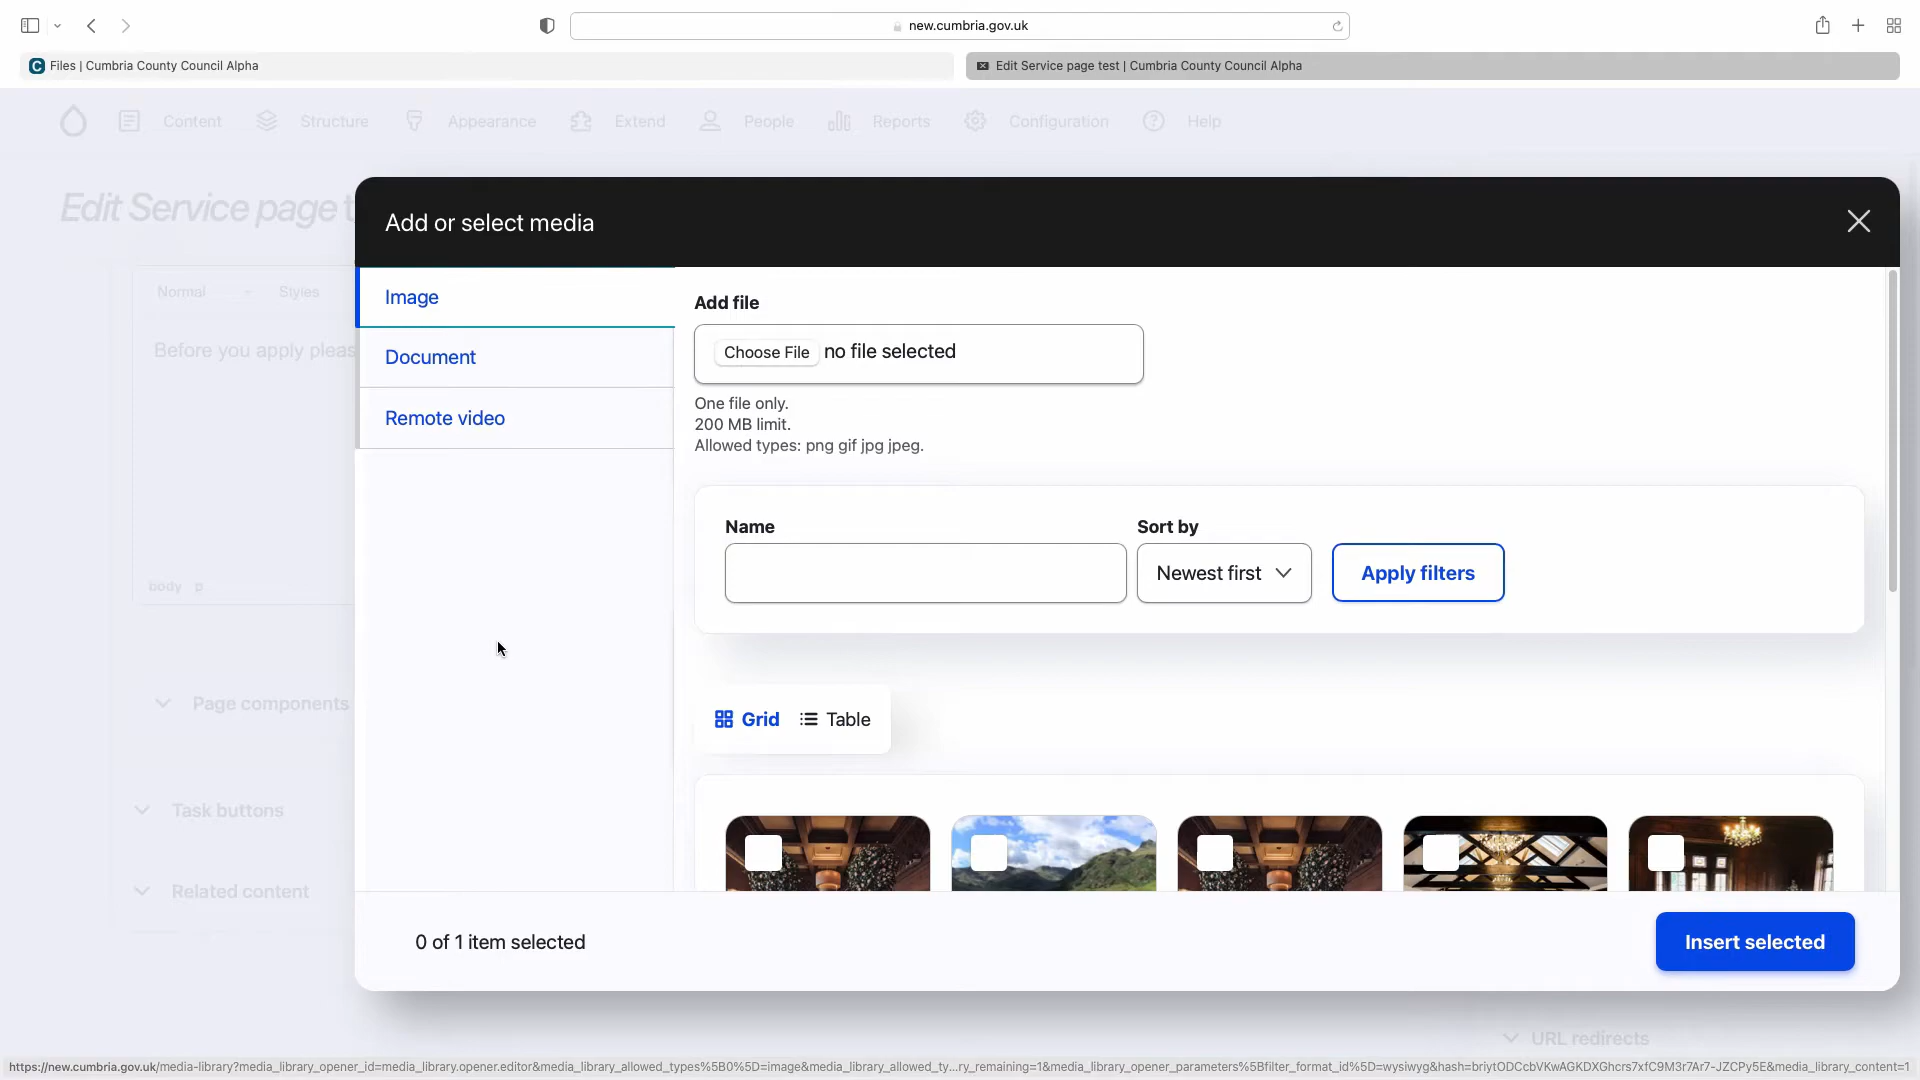 new.cumbria.gov.uk
Files | Cumbria County Council Alpha
Edit Service page test | Cumbria County Council Alpha
Content
Structure
Appearance
Extend
People
Reports
Configuration
Help
Edit Service page t
Add or select media
Normal
Styles
Before you apply pleas
body p
Page components
Task buttons
Related content
Image
Document
Remote video
Add file
Choose File no file selected
One file only.
200 MB limit.
Allowed types: png gif jpg jpeg.
Name
Sort by
Newest first
Apply filters
Grid
Table
0 of 1 item selected
Insert selected
URL redirects
https://new.cumbria.gov.uk/media-library?media_library_opener_id=media_library.opener.editor&media_library_allowed_types%5B0%5D=image&media_library_allowed_ty...ry_remaining=1&media_library_opener_parameters%5Bfilter_format_id%5D=wysiwyg&hash=briytODCcbVKwAGKDXGhcrs7xfC9M3r7Ar7-JZCPy5E&media_library_content=1